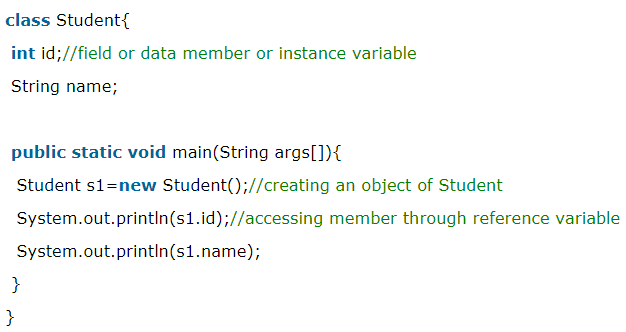 class Student{
int id;//field or data member or instance variable
String name;
public static void main(String args[]){
Student s1=new Student();//creating an object of Student
System.out.println(s1.id);//accessing member through reference variable
System.out.println(s1.name);
}
}